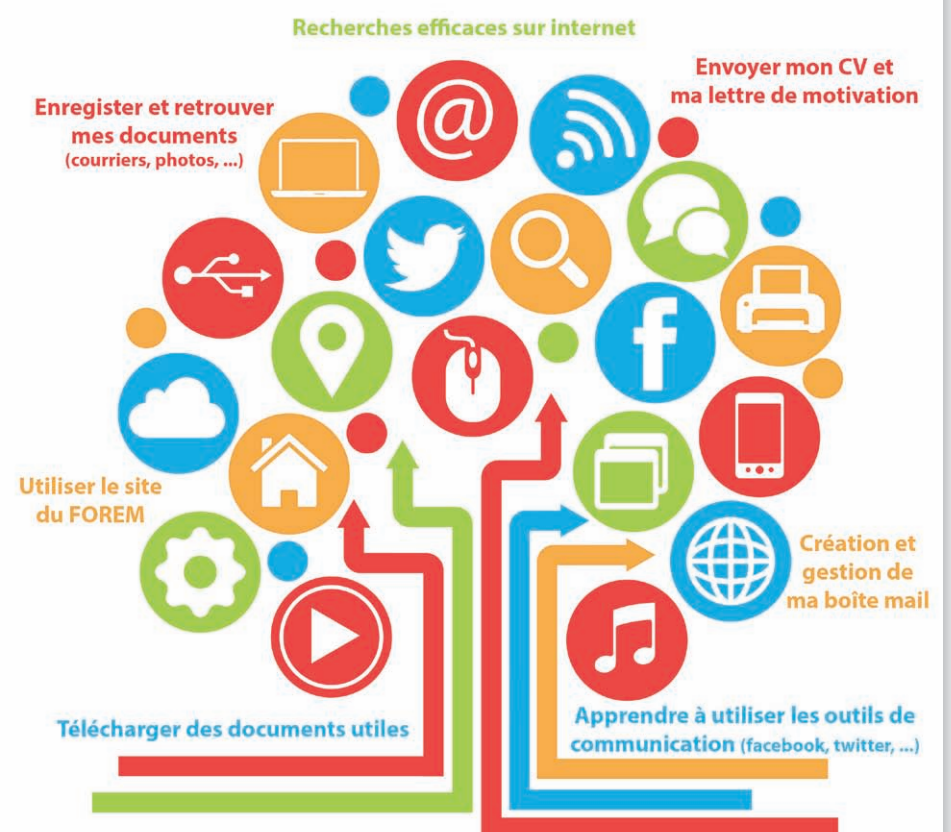 Recherches efficaces sur internet
Envoyer mon CV et
ma lettre de motivation
Enregister et retrouver
mes documents
(courriers, photos, ...)
Utiliser le site
du FOREM
Création et
gestion de
ma boîte mail
Télécharger des documents utiles
Apprendre à utiliser les outils de
communication (facebook, twitter, ...)